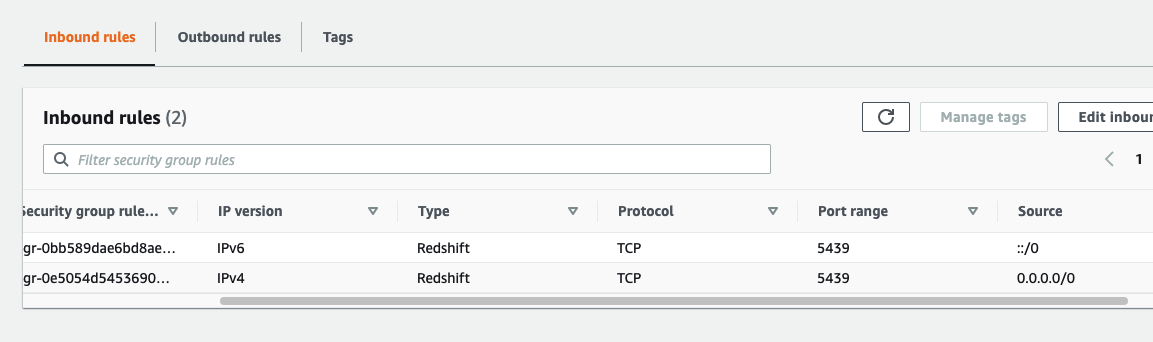 Inbound rules Outbound rules Tags
Inbound rules (2) Manage tags Edit inbour
Filter security group rules 1
Security group rule... IP version Type Protocol Port range Source
gr-0bb589dae6bd8ae... IPv6 Redshift TCP 5439 ::/0
gr-0e5054d5453690... IPv4 Redshift TCP 5439 0.0.0.0/0